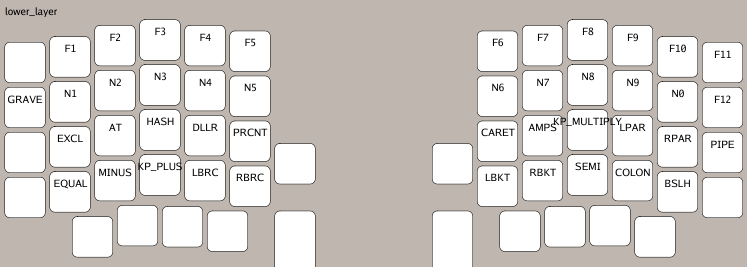 lower_layer
F1 F2 F3 F4 F5 F6 F7 F8 F9 F10 F11
GRAVE N1 N2 N3 N4 N5 N6 N7 N8 N9 N0 F12
EXCL AT HASH DLLR PRCNT CARET AMPS KP_MULTIPLY LPAR RPAR PIPE
EQUAL MINUS KP_PLUS LBRC RBRC LBKT RBKT SEMI COLON BSLH